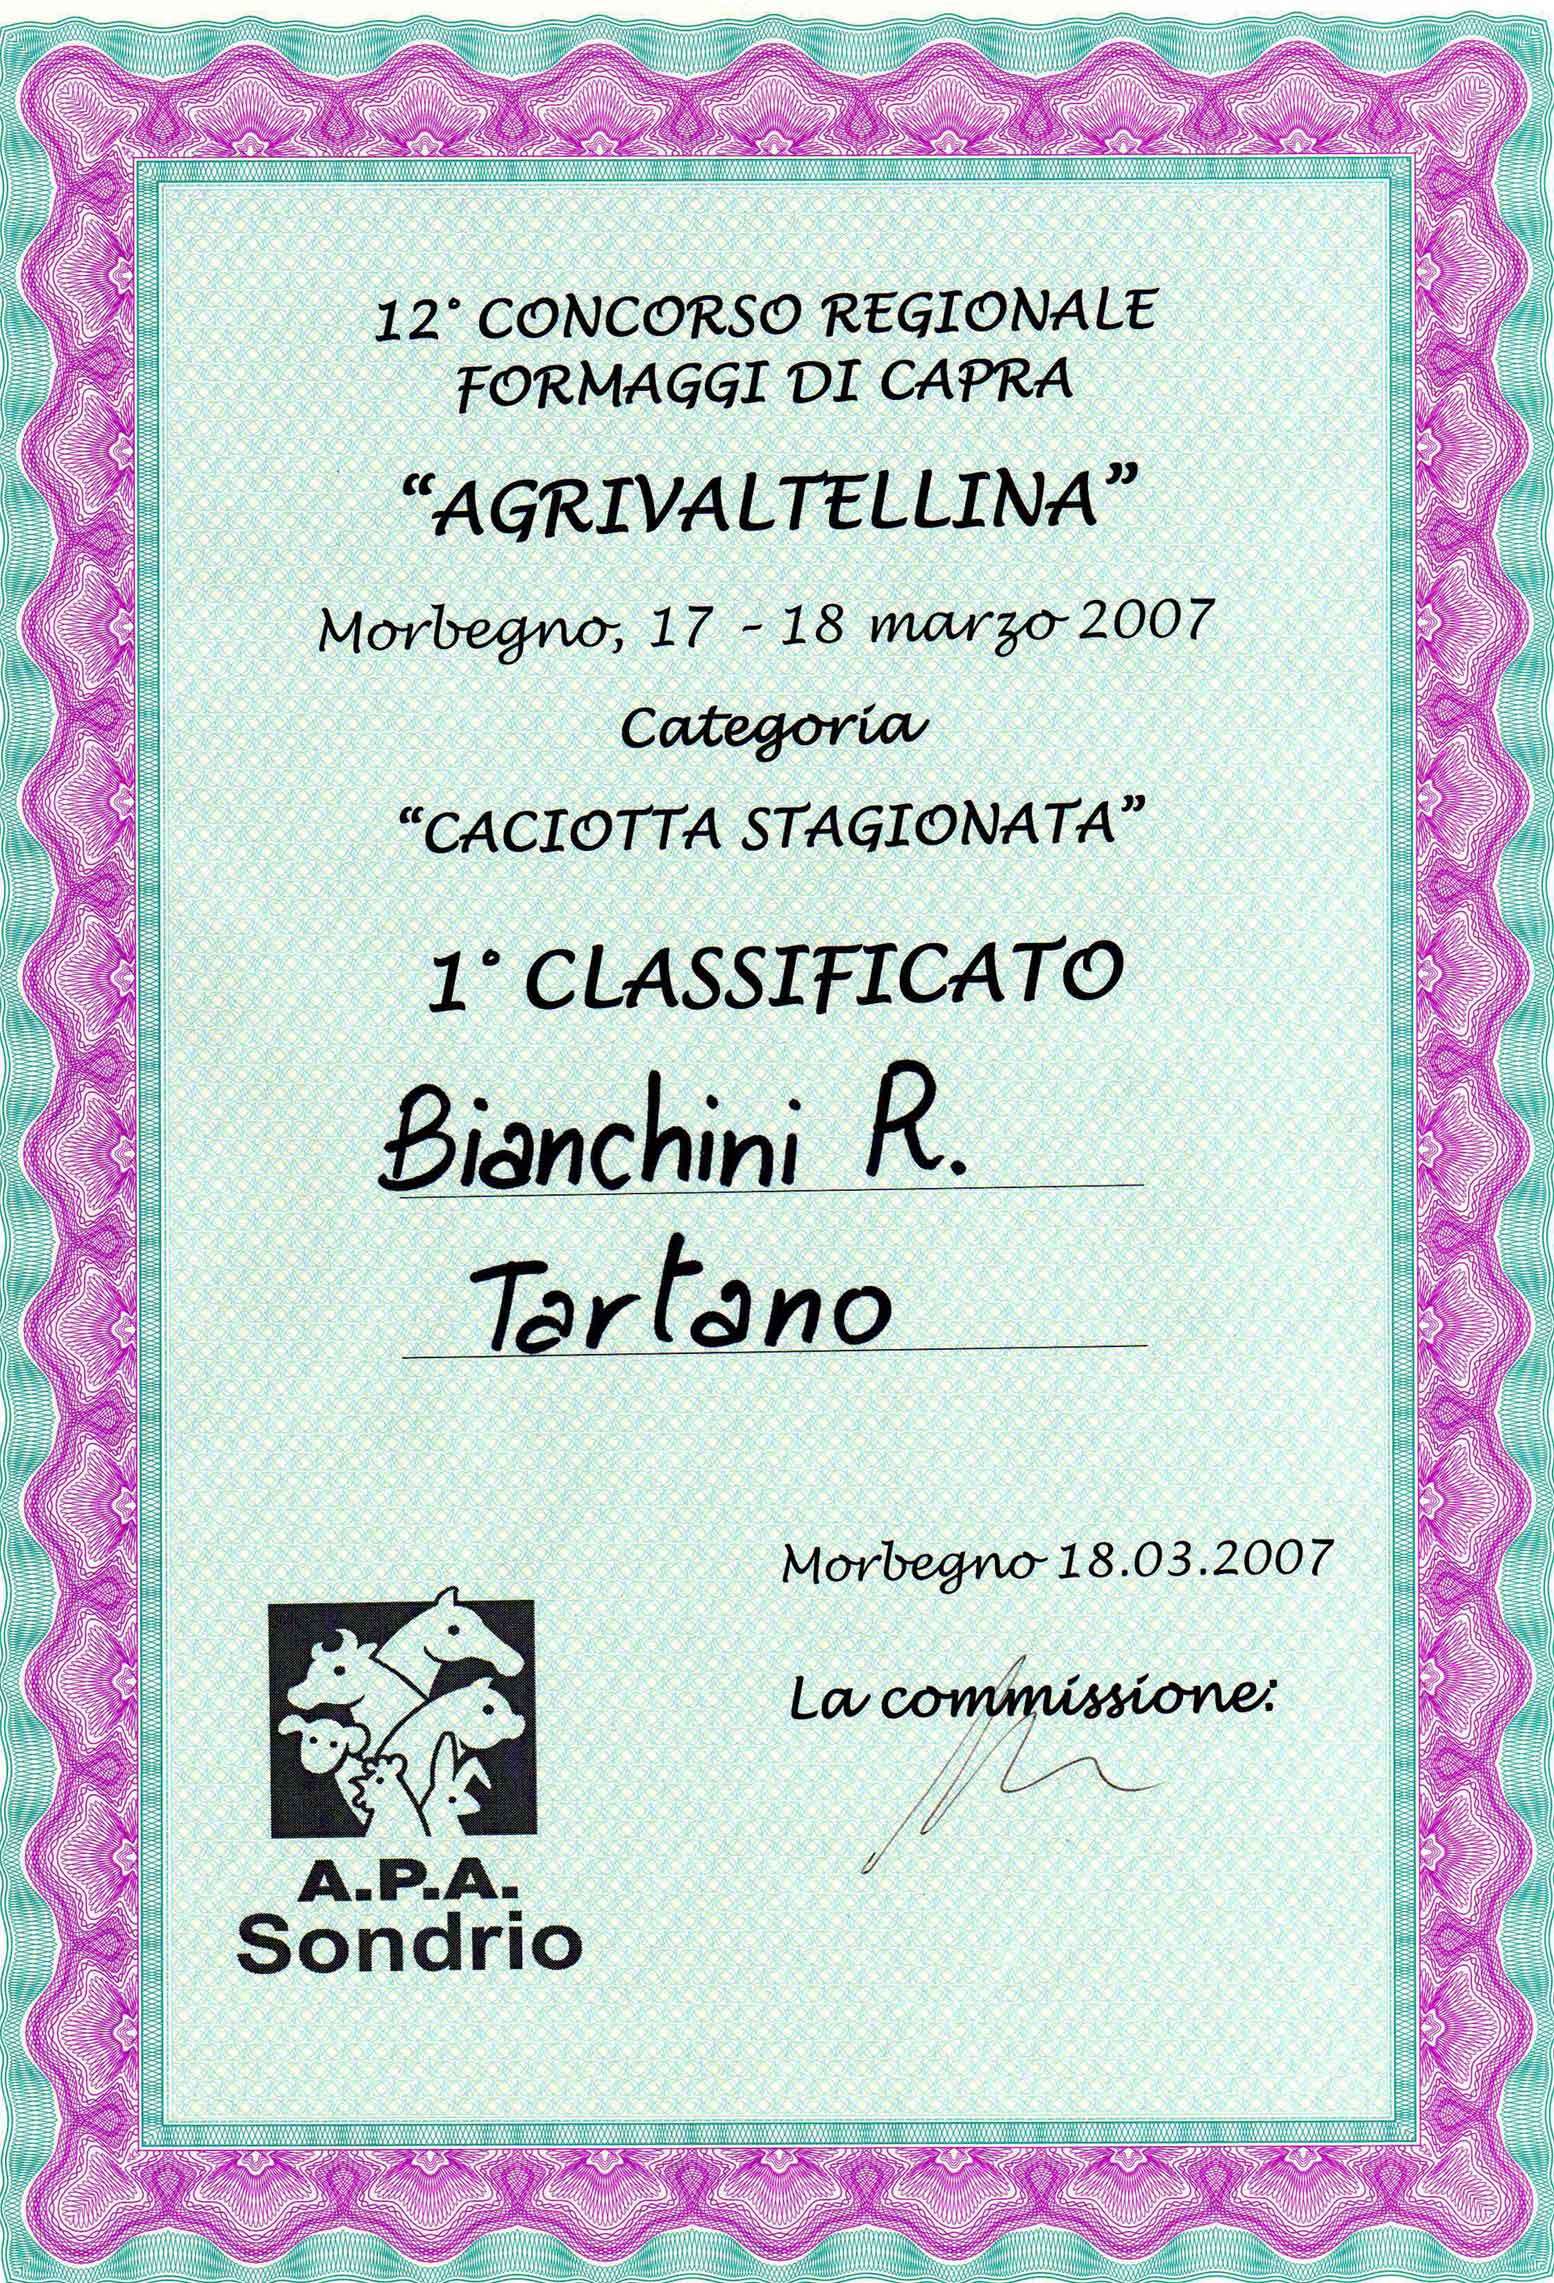 12° CONCORSO REGIONALE
FORMAGGI DI CAPRA
“AGRIVALTELLINA”
Morbegno, 17 - 18 marzo 2007
Categoria
“CACIOTTA STAGIONATA”
1° CLASSIFICATO
Bianchini R.
Tartano
Morbegno 18.03.2007
La commissione:
A.P.A.
Sondrio